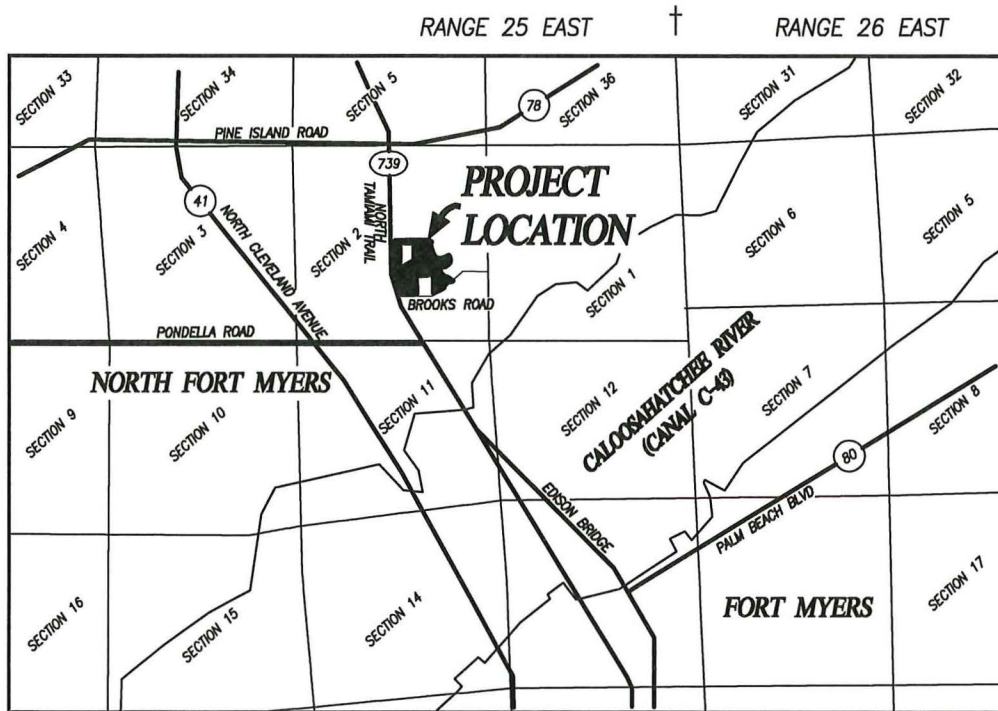 RANGE 25 EAST † RANGE 26 EAST
SECTION 33
SECTION 34
SECTION 5
SECTION 36
SECTION 31
SECTION 32
78
PINE ISLAND ROAD
739
NORTH
TAMIAMI TRAIL
PROJECT
LOCATION
41
NORTH CLEVELAND AVENUE
SECTION 4
SECTION 3
SECTION 2
SECTION 1
SECTION 6
SECTION 5
BROOKS ROAD
PONDELLA ROAD
NORTH FORT MYERS
CALOOSAHATCHEE RIVER
(CANAL C-43)
SECTION 9
SECTION 10
SECTION 11
SECTION 12
SECTION 7
SECTION 8
80
EDISON BRIDGE
PALM BEACH BLVD
FORT MYERS
SECTION 16
SECTION 15
SECTION 14
SECTION 17